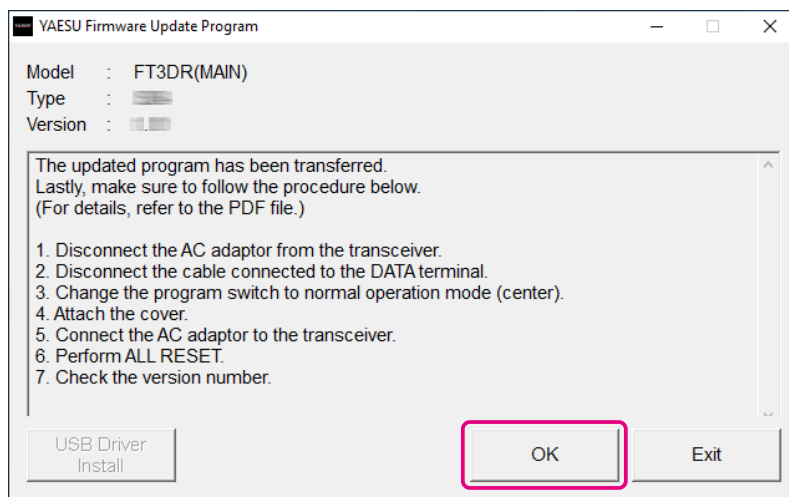 YAESU Firmware Update Program
Model : FT3DR(MAIN)
Type :
Version :
The updated program has been transferred.
Lastly, make sure to follow the procedure below.
(For details, refer to the PDF file.)
1. Disconnect the AC adaptor from the transceiver.
2. Disconnect the cable connected to the DATA terminal.
3. Change the program switch to normal operation mode (center).
4. Attach the cover.
5. Connect the AC adaptor to the transceiver.
6. Perform ALL RESET.
7. Check the version number.
USB Driver
Install
OK
Exit